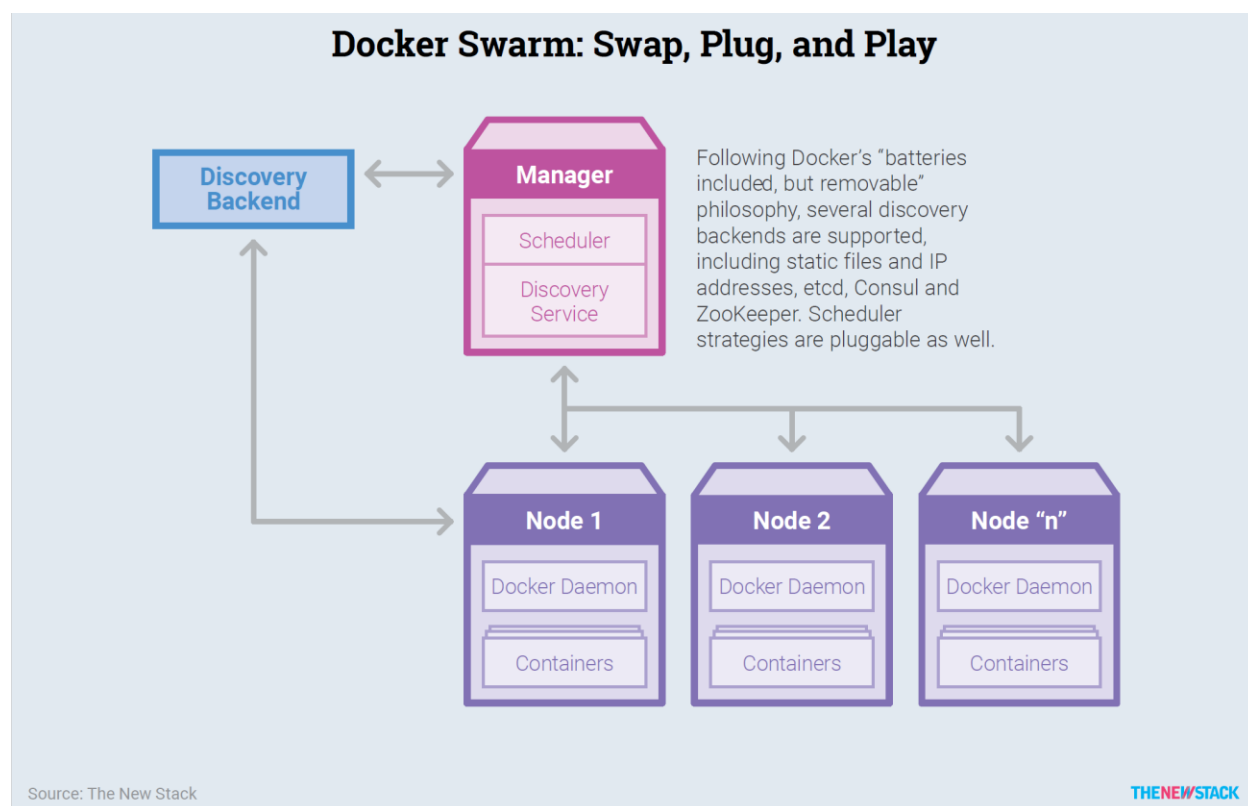 Docker Swarm: Swap, Plug, and Play
Discovery
Backend
Manager
Scheduler
Discovery
Service
Following Docker’s “batteries
included, but removable”
philosophy, several discovery
backends are supported,
including static files and IP
addresses, etcd, Consul and
ZooKeeper. Scheduler
strategies are pluggable as well.
Node 1
Docker Daemon
Containers
Node 2
Docker Daemon
Containers
Node “n”
Docker Daemon
Containers
Source: The New Stack
THENEWSTACK